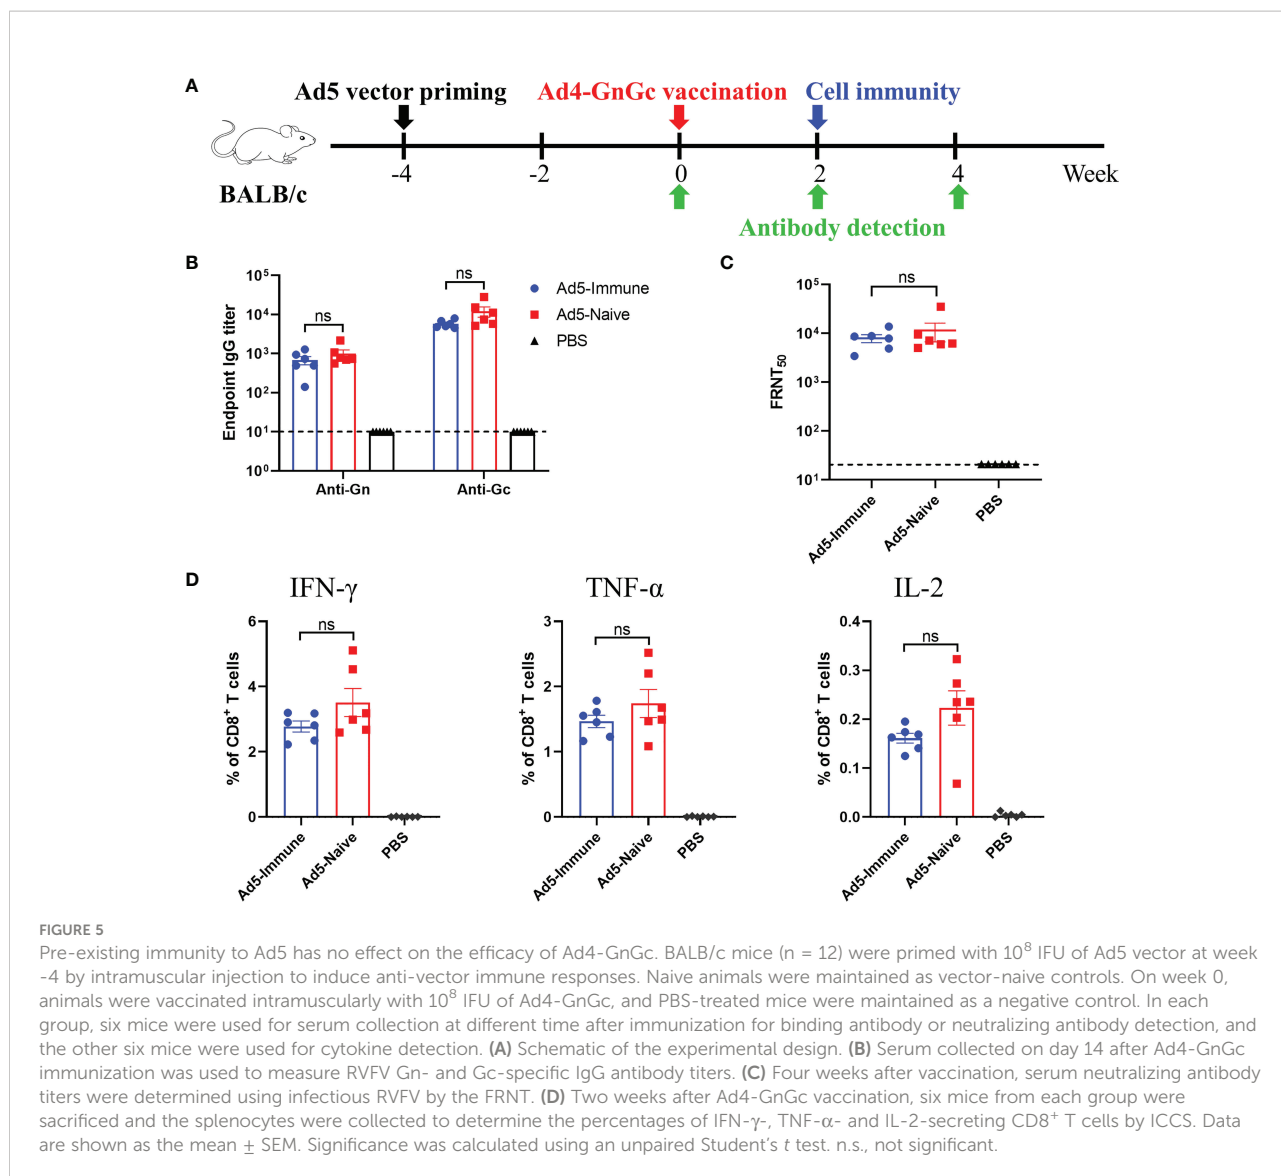 A
Ad5 vector priming
Ad4-GnGc vaccination
Cell immunity
BALB/c
-4
-2
0
2
4
Week
Antibody detection
B
Endpoint IgG titer
10⁵
10⁴
10³
10²
10¹
10⁰
ns
ns
Anti-Gn
Anti-Gc
Ad5-Immune
Ad5-Naive
PBS
C
FRNT₅₀
10⁵
10⁴
10³
10²
10¹
ns
Ad5-Immune
Ad5-Naive
PBS
D
IFN-γ
% of CD8⁺ T cells
6
4
2
0
ns
Ad5-Immune
Ad5-Naive
PBS
TNF-α
% of CD8⁺ T cells
3
2
1
0
ns
Ad5-Immune
Ad5-Naive
PBS
IL-2
% of CD8⁺ T cells
0.4
0.3
0.2
0.1
0.0
ns
Ad5-Immune
Ad5-Naive
PBS
FIGURE 5
Pre-existing immunity to Ad5 has no effect on the efficacy of Ad4-GnGc. BALB/c mice (n = 12) were primed with 10⁸ IFU of Ad5 vector at week
-4 by intramuscular injection to induce anti-vector immune responses. Naive animals were maintained as vector-naive controls. On week 0,
animals were vaccinated intramuscularly with 10⁸ IFU of Ad4-GnGc, and PBS-treated mice were maintained as a negative control. In each
group, six mice were used for serum collection at different time after immunization for binding antibody or neutralizing antibody detection, and
the other six mice were used for cytokine detection. (A) Schematic of the experimental design. (B) Serum collected on day 14 after Ad4-GnGc
immunization was used to measure RVFV Gn- and Gc-specific IgG antibody titers. (C) Four weeks after vaccination, serum neutralizing antibody
titers were determined using infectious RVFV by the FRNT. (D) Two weeks after Ad4-GnGc vaccination, six mice from each group were
sacrificed and the splenocytes were collected to determine the percentages of IFN-γ-, TNF-α- and IL-2-secreting CD8⁺ T cells by ICCS. Data
are shown as the mean ± SEM. Significance was calculated using an unpaired Student's t test. n.s., not significant.